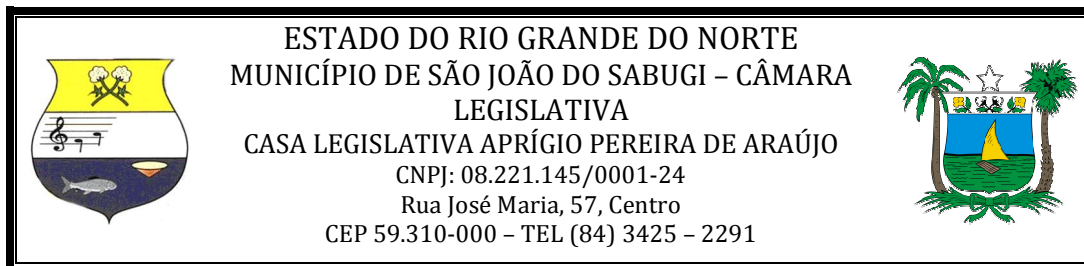 ESTADO DO RIO GRANDE DO NORTE
MUNICÍPIO DE SÃO JOÃO DO SABUGI – CÂMARA
LEGISLATIVA
CASA LEGISLATIVA APRÍGIO PEREIRA DE ARAÚJO
CNPJ: 08.221.145/0001-24
Rua José Maria, 57, Centro
CEP 59.310-000 – TEL (84) 3425 – 2291